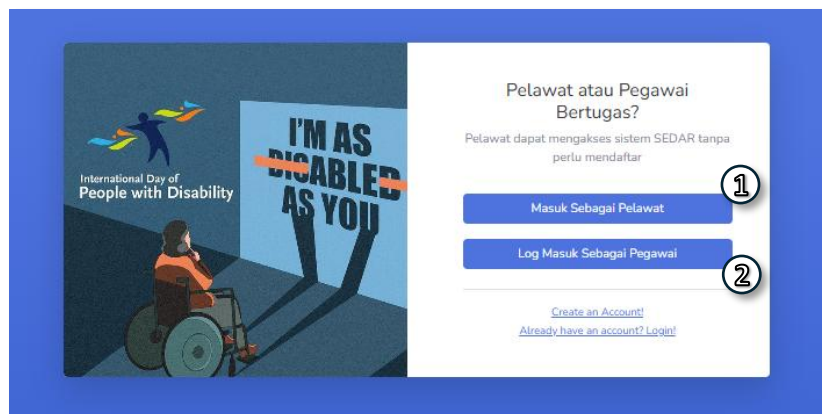 International Day of
People with Disability
I'M AS
DISABLED
AS YOU
Pelawat atau Pegawai
Bertugas?
Pelawat dapat mengakses sistem SEDAR tanpa
perlu mendaftar
1
Masuk Sebagai Pelawat
Log Masuk Sebagai Pegawai
2
Create an Account!
Already have an account? Login!